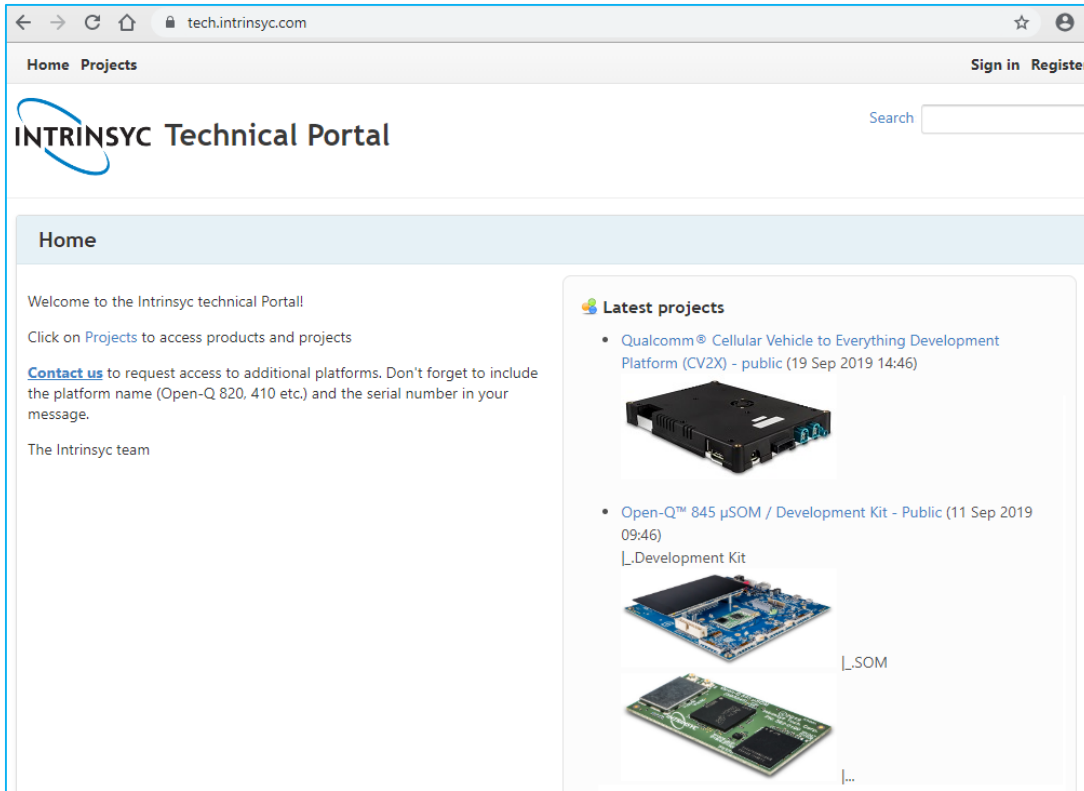 tech.intrinsyc.com
Home Projects
Sign in Register
INTRINSYC Technical Portal
Search
Home
Welcome to the Intrinsyc technical Portal!
Click on Projects to access products and projects
Contact us to request access to additional platforms. Don't forget to include
the platform name (Open-Q 820, 410 etc.) and the serial number in your
message.
The Intrinsyc team
Latest projects
• Qualcomm® Cellular Vehicle to Everything Development
Platform (CV2X) - public (19 Sep 2019 14:46)
• Open-Q™ 845 µSOM / Development Kit - Public (11 Sep 2019
09:46)
|_.Development Kit
|_.SOM
INTRINSYC
|...